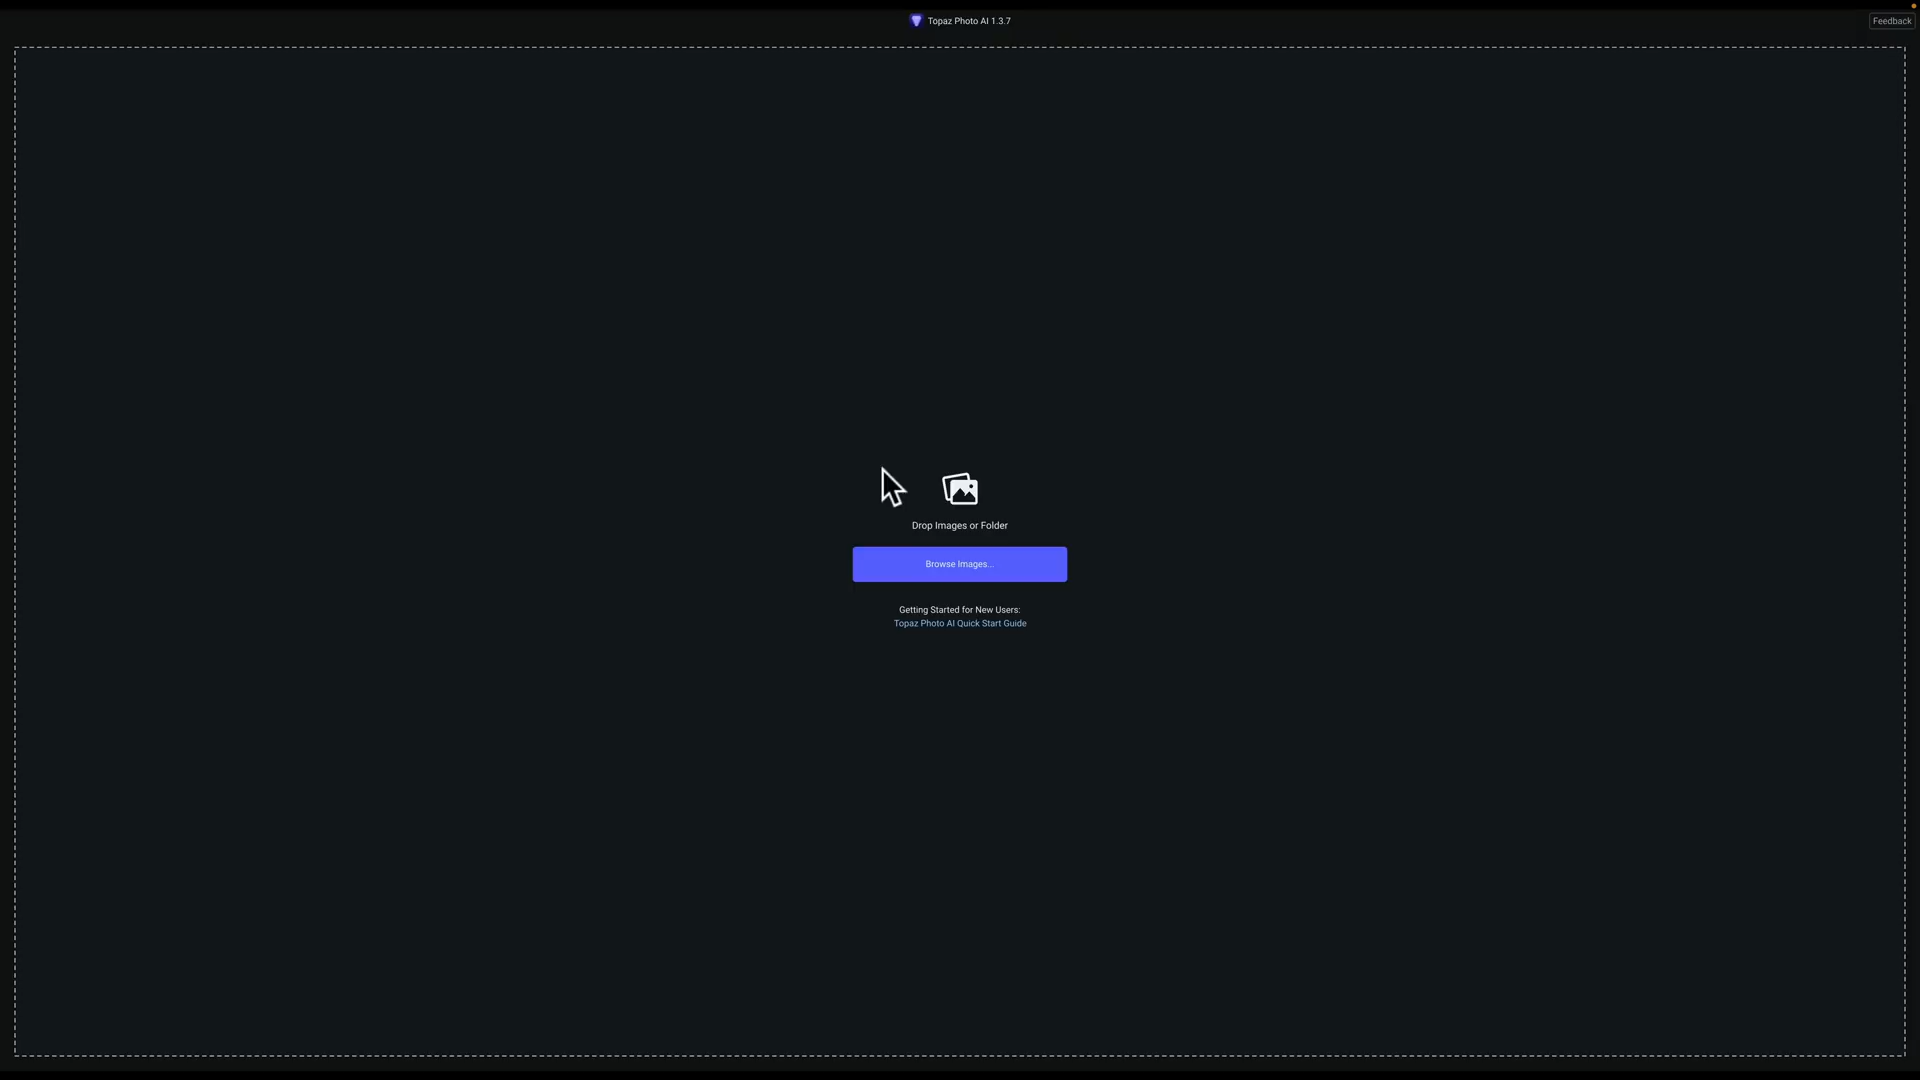 Topaz Photo AI 1.3.7
Feedback
Drop Images or Folder
Browse Images...
Getting Started for New Users:
Topaz Photo AI Quick Start Guide